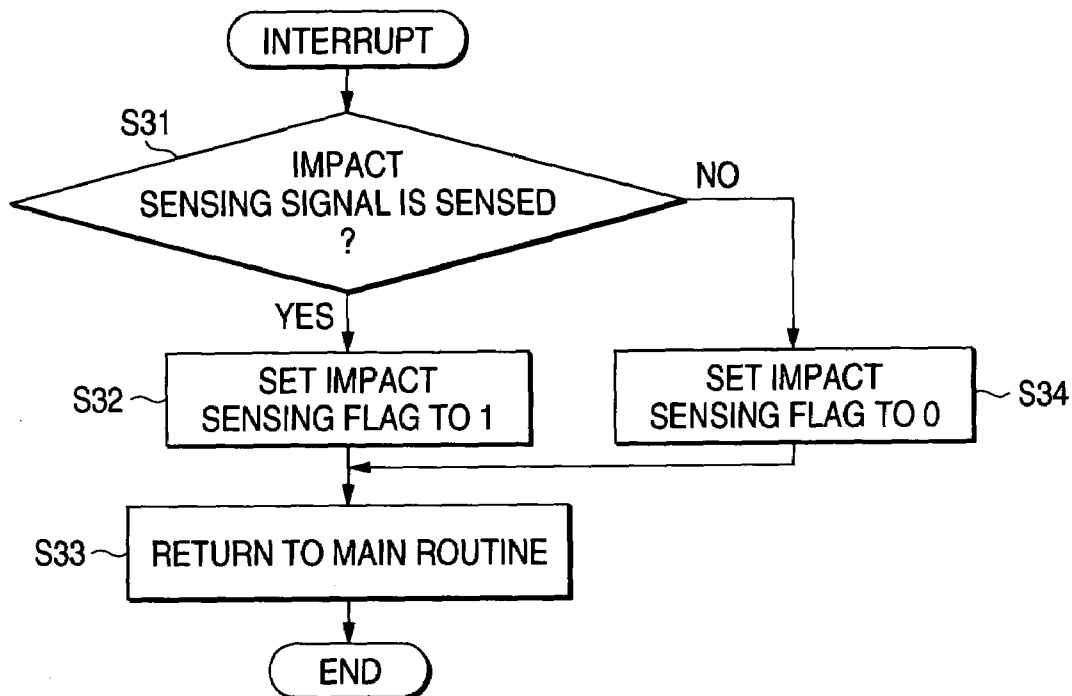 INTERRUPT
S31
IMPACT
SENSING SIGNAL IS SENSED
?
NO
YES
S32
SET IMPACT
SENSING FLAG TO 1
SET IMPACT
SENSING FLAG TO 0
S34
S33
RETURN TO MAIN ROUTINE
END